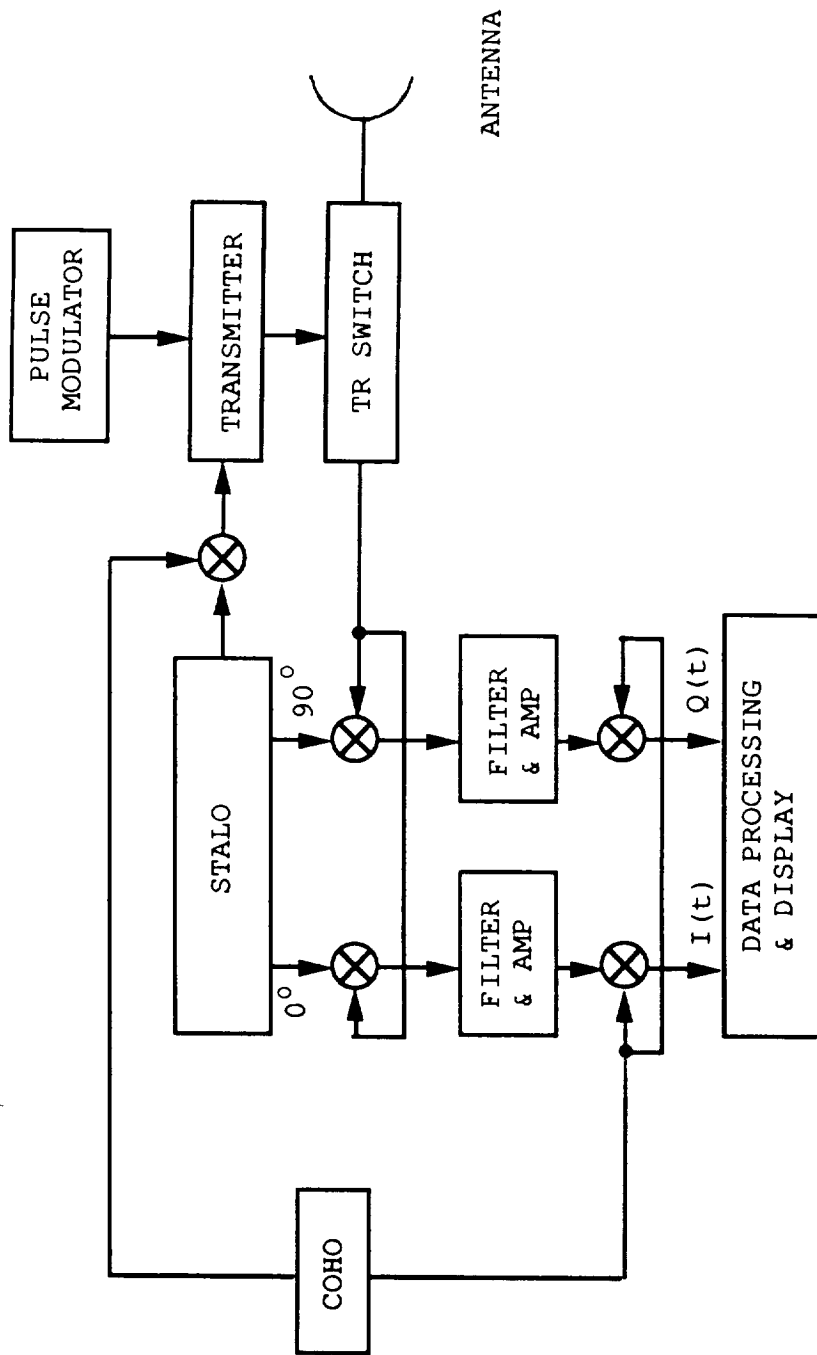 PULSE
MODULATOR
TRANSMITTER
TR SWITCH
ANTENNA
STALO
0°
90°
FILTER
& AMP
FILTER
& AMP
COHO
I(t)
Q(t)
DATA PROCESSING
& DISPLAY